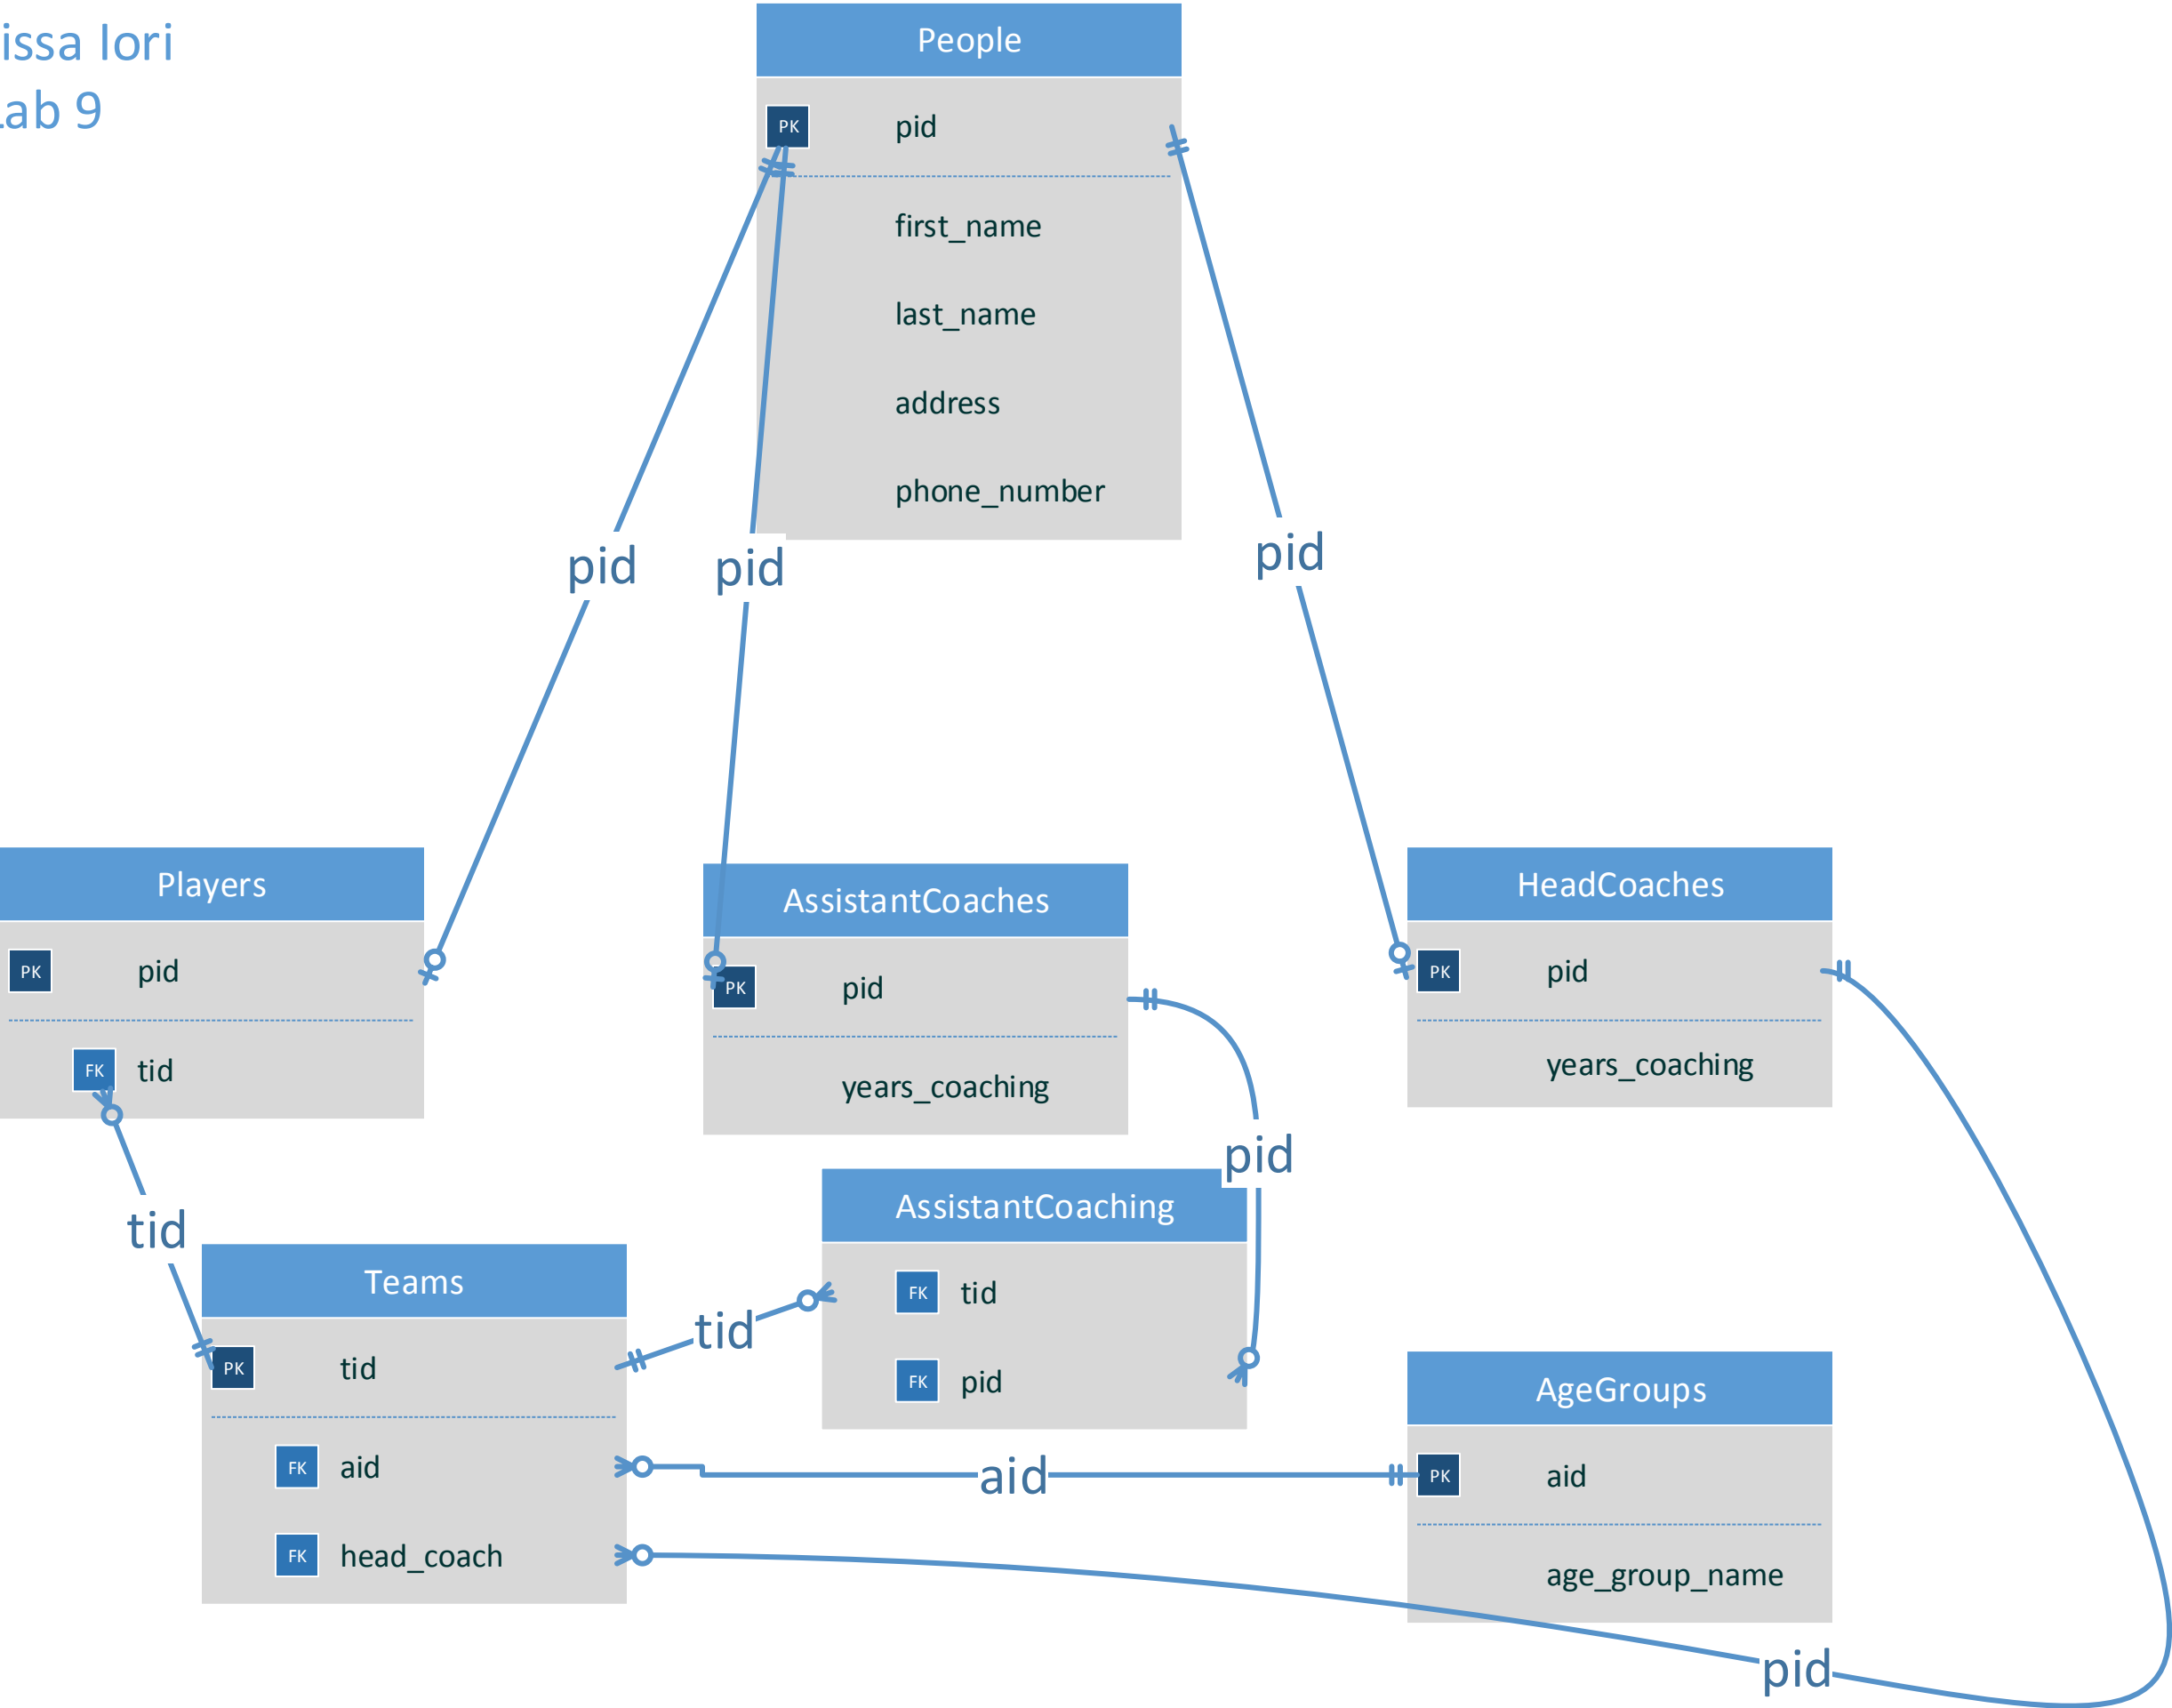 issa Iori
ab 9
People
PK pid
first_name
last_name
address
phone_number
pid
pid
pid
Players
PK pid
FK tid
AssistantCoaches
PK pid
years_coaching
HeadCoaches
PK pid
years_coaching
pid
tid
AssistantCoaching
FK tid
FK pid
Teams
PK tid
FK aid
FK head_coach
tid
aid
AgeGroups
PK aid
age_group_name
pid